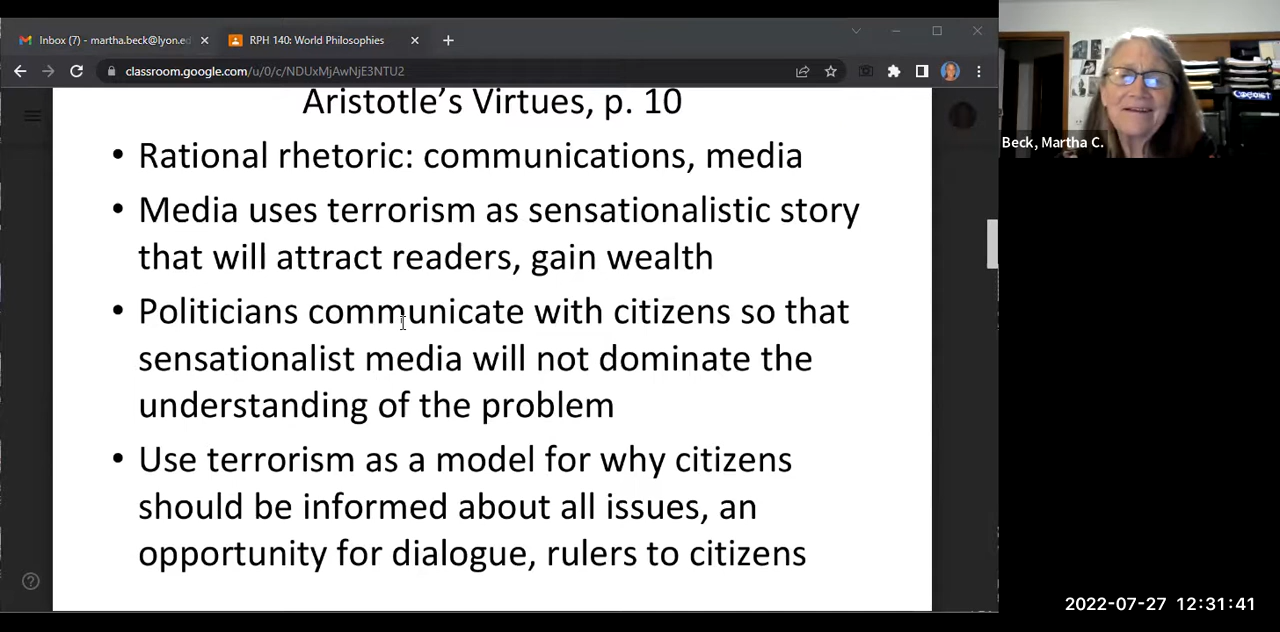 Inbox (7) - martha.beck@lyon.ed
RPH 140: World Philosophies
classroom.google.com/u/0/c/NDUxMjAwNjE3NTU2
Aristotle's Virtues, p. 10
• Rational rhetoric: communications, media
• Media uses terrorism as sensationalistic story
that will attract readers, gain wealth
• Politicians communicate with citizens so that
sensationalist media will not dominate the
understanding of the problem
• Use terrorism as a model for why citizens
should be informed about all issues, an
opportunity for dialogue, rulers to citizens
Beck, Martha C.
2022-07-27 12:31:41